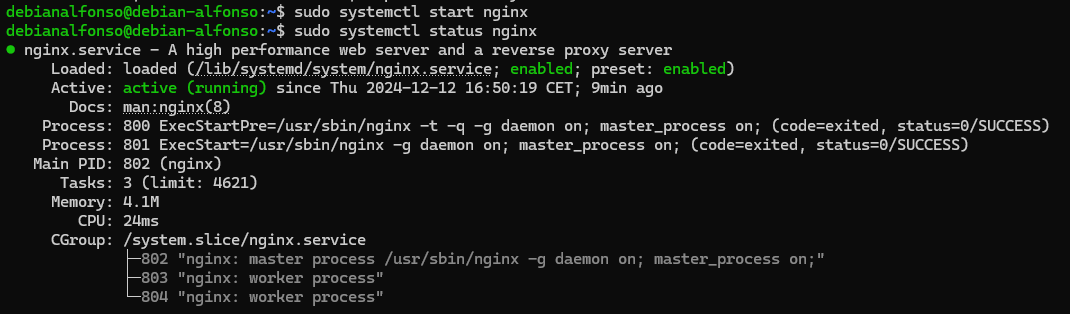 debianalfonso@debian-alfonso:~$ sudo systemctl start nginx
debianalfonso@debian-alfonso:~$ sudo systemctl status nginx
● nginx.service - A high performance web server and a reverse proxy server
     Loaded: loaded (/lib/systemd/system/nginx.service; enabled; preset: enabled)
     Active: active (running) since Thu 2024-12-12 16:50:19 CET; 9min ago
       Docs: man:nginx(8)
    Process: 800 ExecStartPre=/usr/sbin/nginx -t -q -g daemon on; master_process on; (code=exited, status=0/SUCCESS)
    Process: 801 ExecStart=/usr/sbin/nginx -g daemon on; master_process on; (code=exited, status=0/SUCCESS)
   Main PID: 802 (nginx)
      Tasks: 3 (limit: 4621)
     Memory: 4.1M
        CPU: 24ms
     CGroup: /system.slice/nginx.service
             ├─802 "nginx: master process /usr/sbin/nginx -g daemon on; master_process on;"
             ├─803 "nginx: worker process"
             └─804 "nginx: worker process"